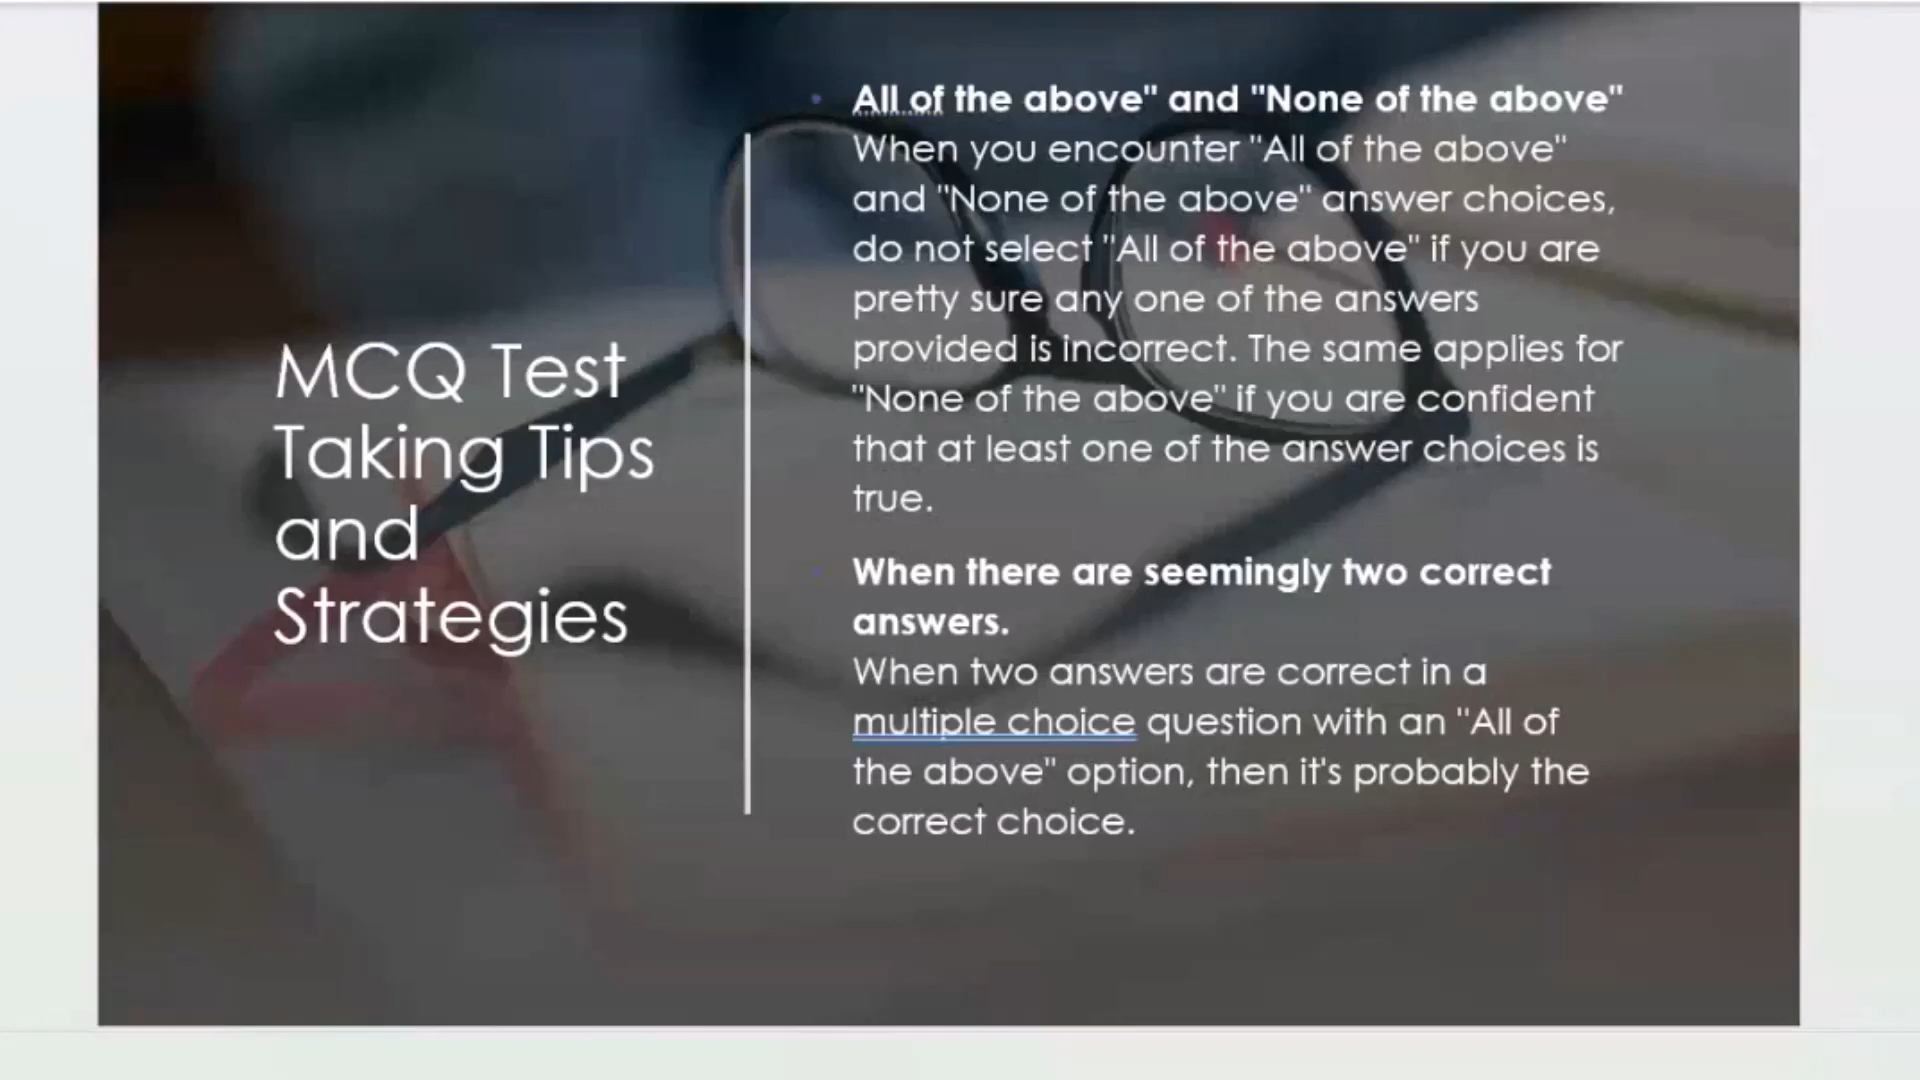 MCQ Test
Taking Tips
and
Strategies
All of the above" and "None of the above"
When you encounter "All of the above"
and "None of the above" answer choices,
do not select "All of the above" if you are
pretty sure any one of the answers
provided is incorrect. The same applies for
"None of the above" if you are confident
that at least one of the answer choices is
true.
When there are seemingly two correct
answers.
When two answers are correct in a
multiple choice question with an "All of
the above" option, then it's probably the
correct choice.